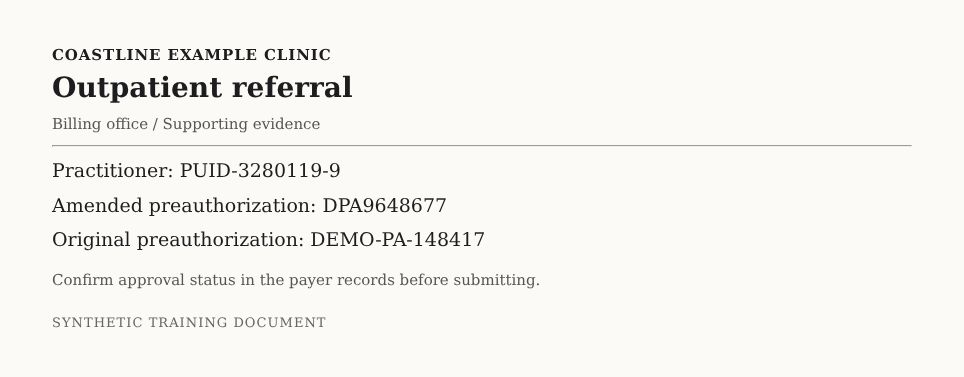 COASTLINE EXAMPLE CLINIC
Outpatient referral
Billing office / Supporting evidence
Practitioner: PUID-3280119-9
Amended preauthorization: DPA9648677
Original preauthorization: DEMO-PA-148417
Confirm approval status in the payer records before submitting.
SYNTHETIC TRAINING DOCUMENT